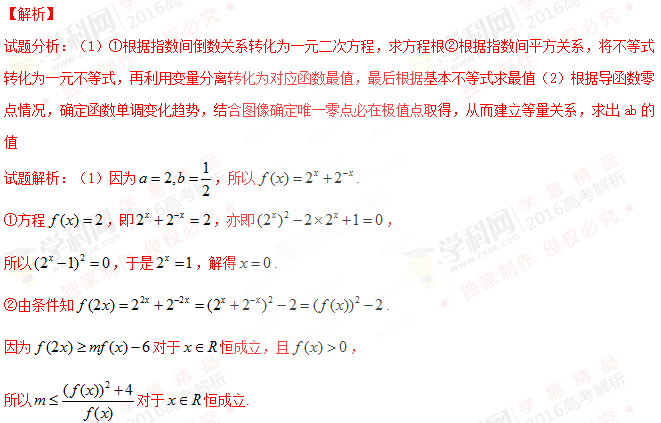 【解析】
试题分析：（1）①根据指数间倒数关系转化为一元二次方程，求方程根②根据指数间平方关系，将不等式
转化为一元不等式，再利用变量分离转化为对应函数最值，最后根据基本不等式求最值（2）根据导函数零
点情况，确定函数单调变化趋势，结合图像确定唯一零点必在极值点取得，从而建立等量关系，求出 ab 的
值
试题解析：（1）因为 a = 2, b = 1/2，所以 f(x) = 2^x + 2^{-x}.
①方程 f(x) = 2，即 2^x + 2^{-x} = 2，亦即 (2^x)^2 − 2×2^x + 1 = 0，
所以 (2^x − 1)^2 = 0，于是 2^x = 1，解得 x = 0.
②由条件知 f(2x) = 2^{2x} + 2^{-2x} = (2^x + 2^{-x})^2 − 2 = (f(x))^2 − 2.
因为 f(2x) ≥ mf(x) − 6 对于 x ∈ R 恒成立，且 f(x) > 0，
所以 m ≤ ((f(x))^2 + 4)/f(x) 对于 x ∈ R 恒成立.